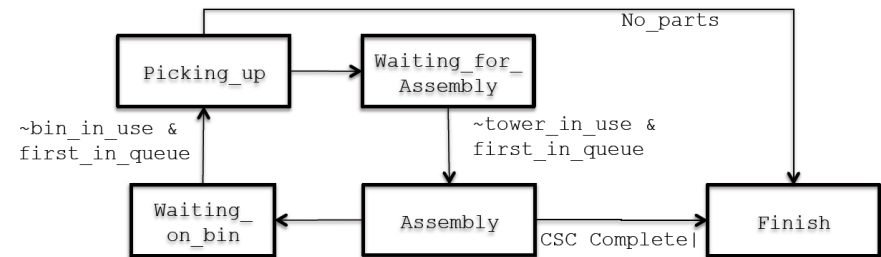 No_parts
Picking_up
Waiting_for_
Assembly
~bin_in_use &
first_in_queue
~tower_in_use &
first_in_queue
Waiting_
on_bin
Assembly
CSC Complete|
Finish